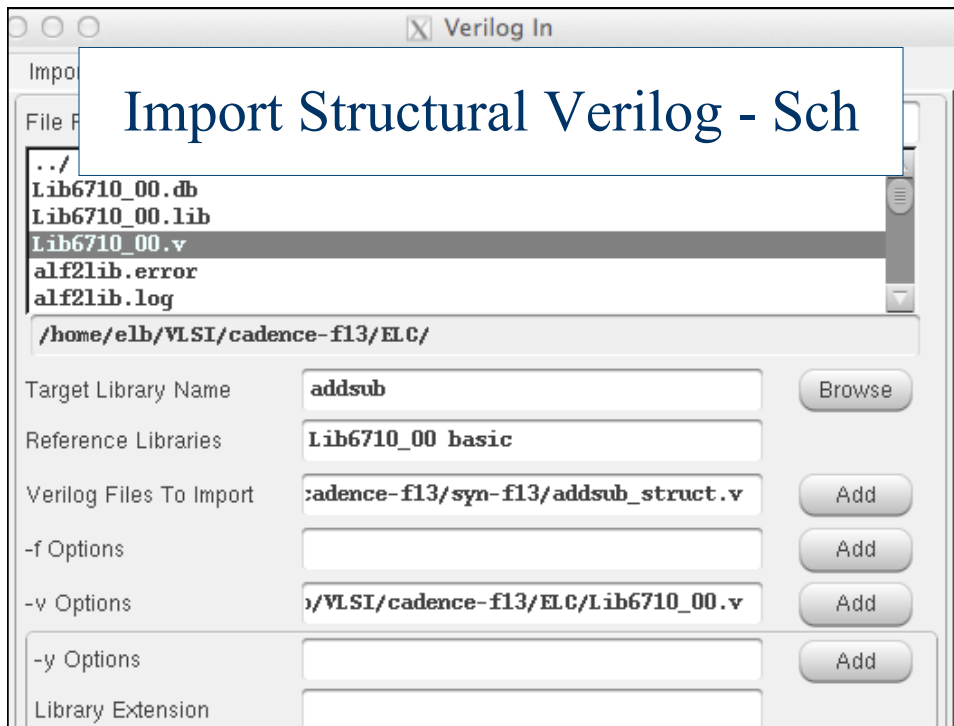 Verilog In
Impor
Import Structural Verilog - Sch
File F
../
Lib6710_00.db
Lib6710_00.lib
Lib6710_00.v
alf2lib.error
alf2lib.log
/home/elb/VLSI/cadence-f13/ELC/
Target Library Name addsub Browse
Reference Libraries Lib6710_00 basic
Verilog Files To Import cadence-f13/syn-f13/addsub_struct.v Add
-f Options Add
-v Options /VLSI/cadence-f13/ELC/Lib6710_00.v Add
-y Options Add
Library Extension